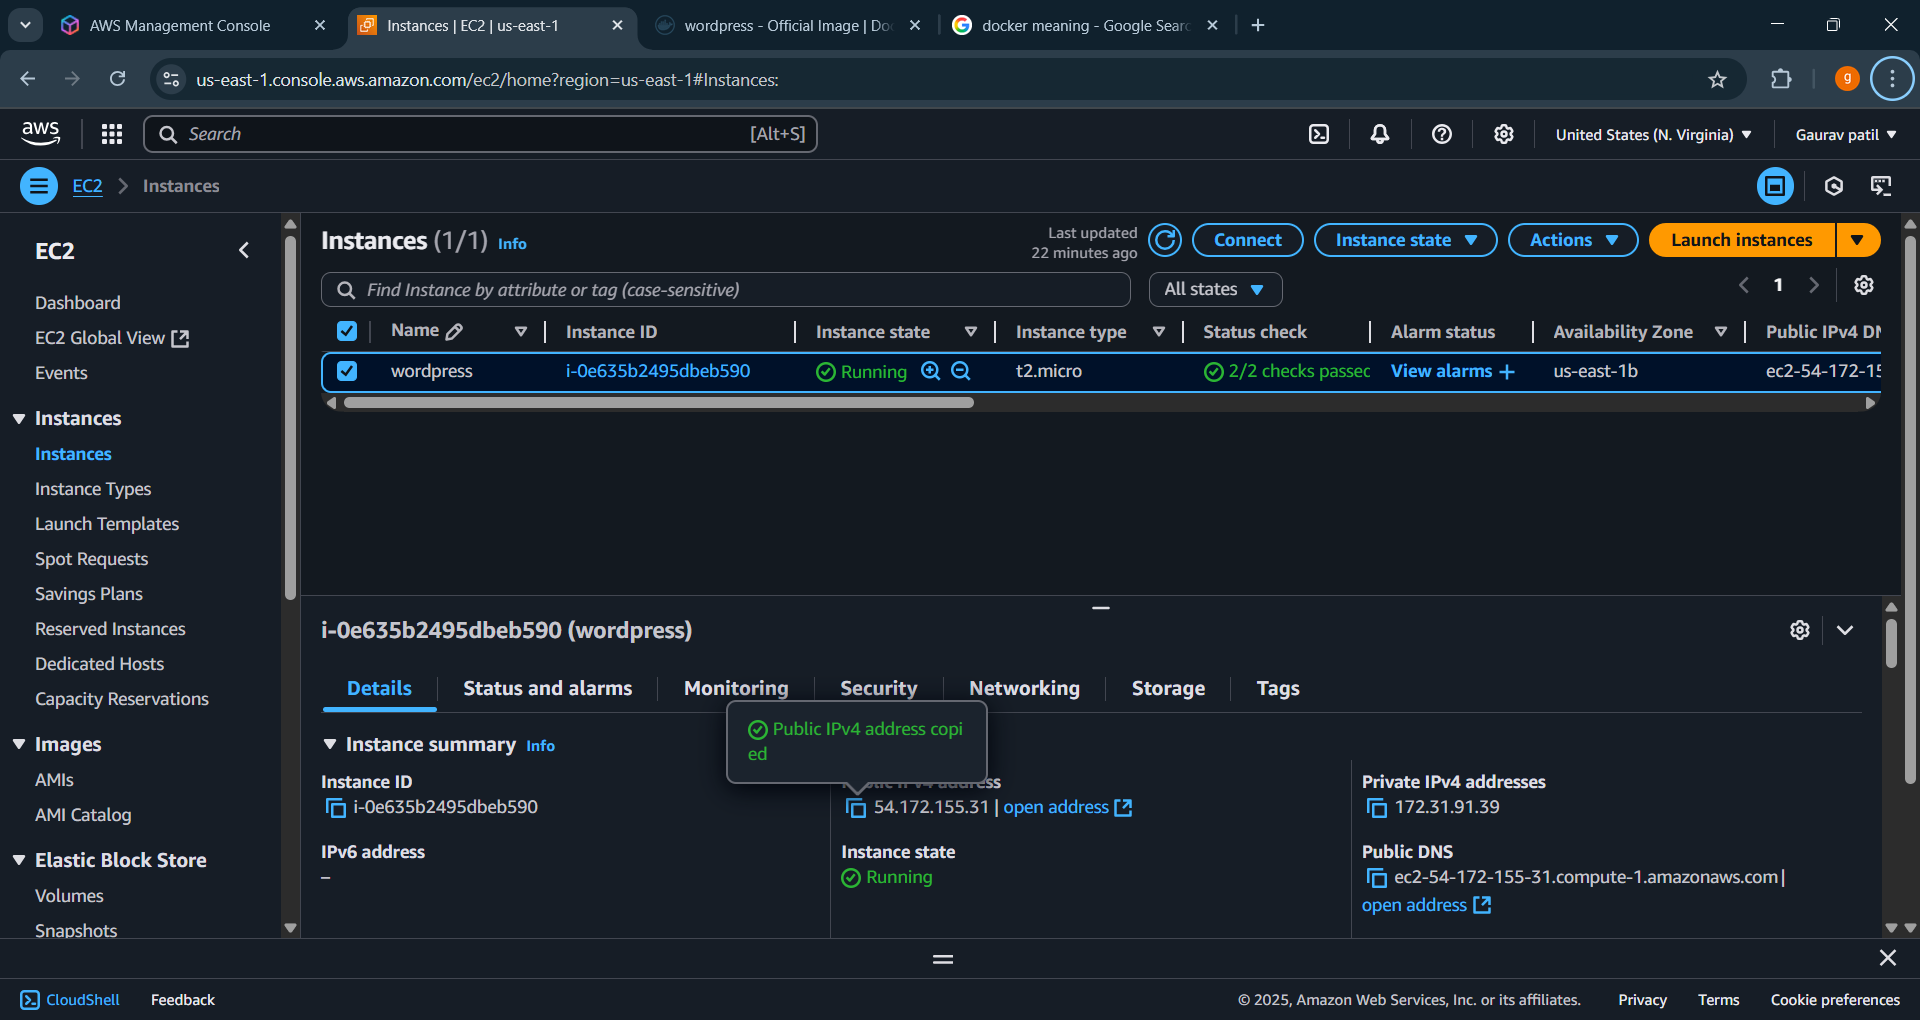 AWS Management Console
Instances | EC2 | us-east-1
wordpress - Official Image | Do
docker meaning - Google Searc
us-east-1.console.aws.amazon.com/ec2/home?region=us-east-1#Instances:
g
aws
Search
[Alt+S]
United States (N. Virginia)
Gaurav patil
EC2
Instances
EC2
Dashboard
EC2 Global View
Events
Instances
Instances
Instance Types
Launch Templates
Spot Requests
Savings Plans
Reserved Instances
Dedicated Hosts
Capacity Reservations
Images
AMIs
AMI Catalog
Elastic Block Store
Volumes
Snapshots
Instances (1/1) Info
Last updated
22 minutes ago
Connect
Instance state
Actions
Launch instances
Find Instance by attribute or tag (case-sensitive)
All states
1
Name
Instance ID
Instance state
Instance type
Status check
Alarm status
Availability Zone
Public IPv4 DN
wordpress
i-0e635b2495dbeb590
Running
t2.micro
2/2 checks passec
View alarms +
us-east-1b
ec2-54-172-15
i-0e635b2495dbeb590 (wordpress)
Details
Status and alarms
Monitoring
Security
Networking
Storage
Tags
Public IPv4 address copi
ed
Instance summary Info
Instance ID
i-0e635b2495dbeb590
IPv6 address
–
54.172.155.31 | open address
Instance state
Running
Private IPv4 addresses
172.31.91.39
Public DNS
ec2-54-172-155-31.compute-1.amazonaws.com |
open address
CloudShell
Feedback
© 2025, Amazon Web Services, Inc. or its affiliates.
Privacy
Terms
Cookie preferences